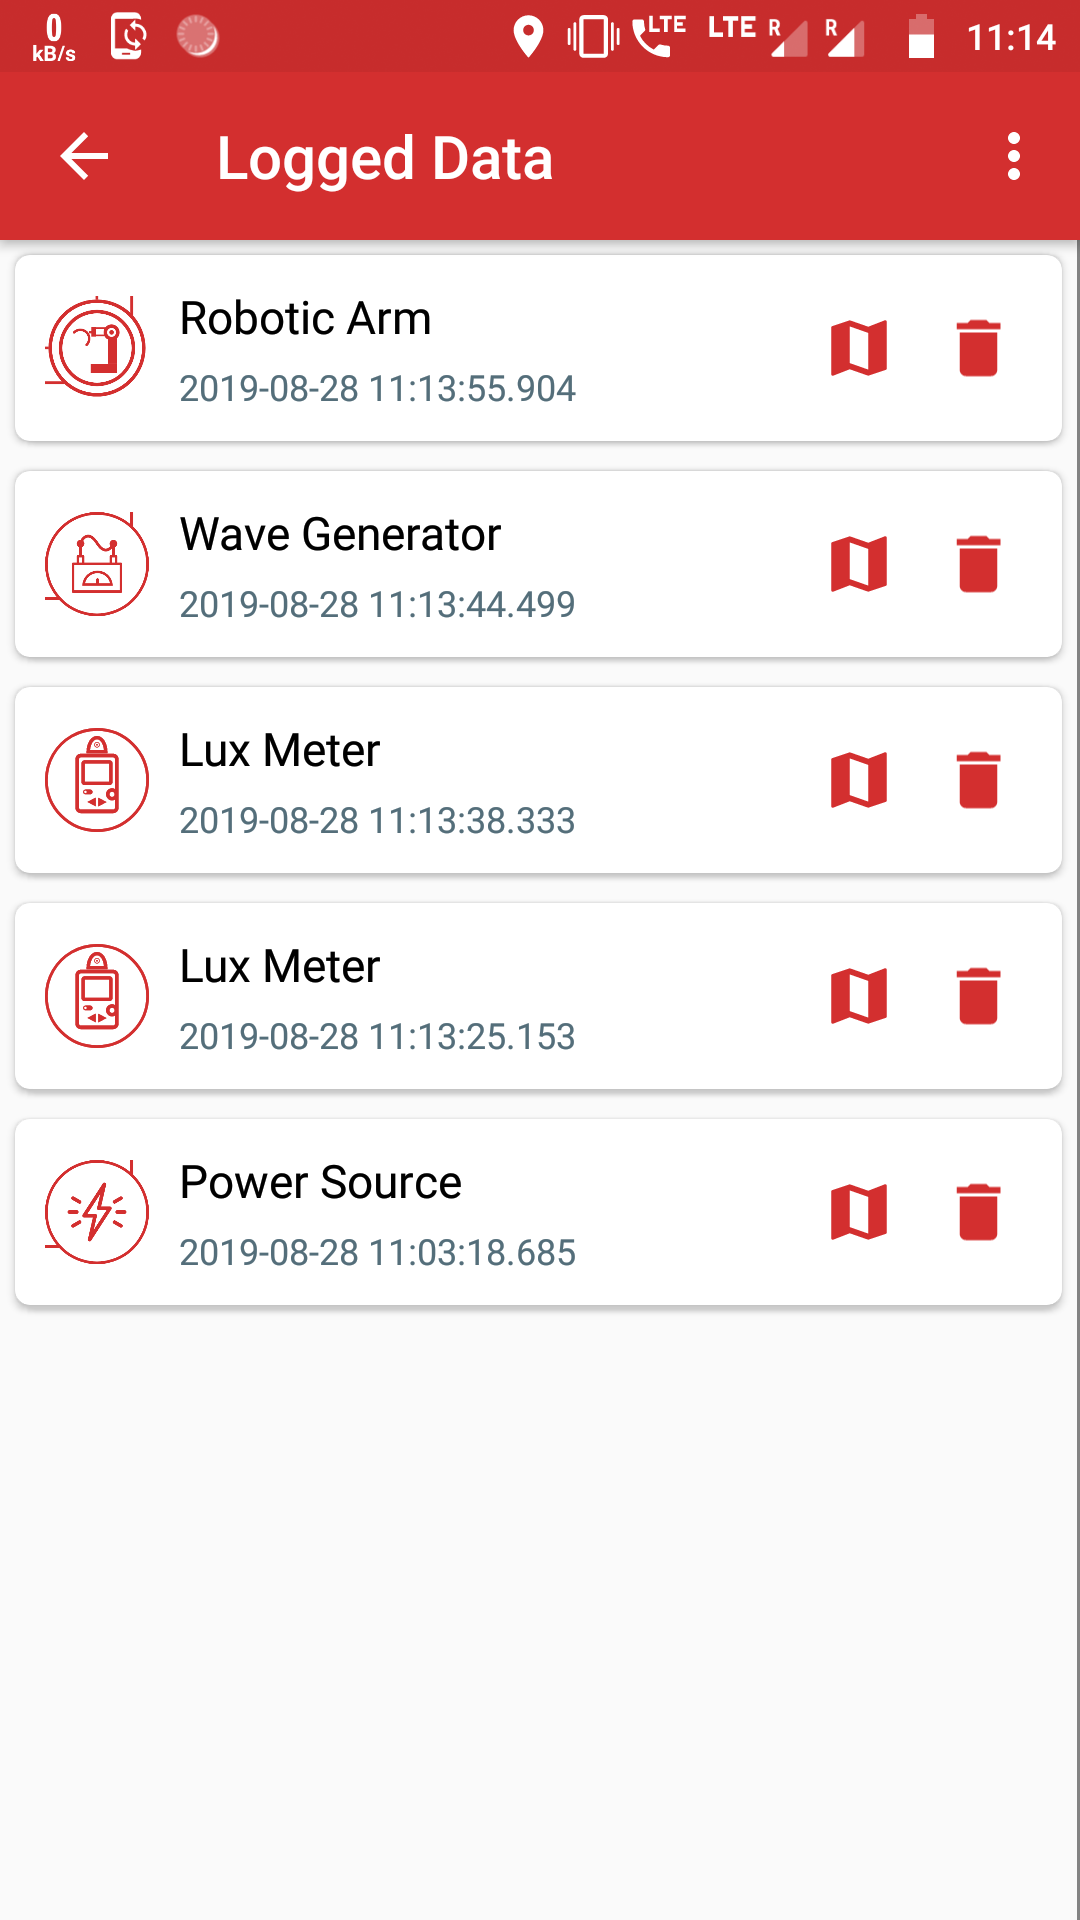 0 kB/s LTE LTE R R 11:14
Logged Data
Robotic Arm
2019-08-28 11:13:55.904
Wave Generator
2019-08-28 11:13:44.499
Lux Meter
2019-08-28 11:13:38.333
Lux Meter
2019-08-28 11:13:25.153
Power Source
2019-08-28 11:03:18.685